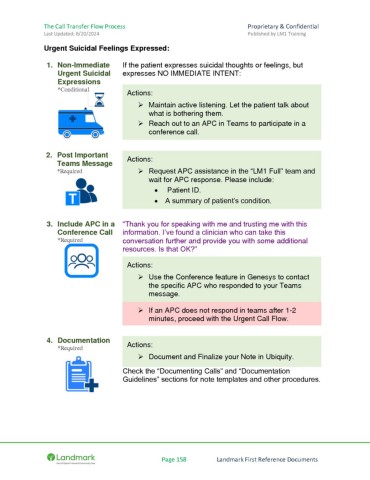 The Call Transfer Flow Process
Proprietary & Confidential
Last Updated: 6/20/2024
Published by LM1 Training
Urgent Suicidal Feelings Expressed:
1. Non-Immediate
Urgent Suicidal
Expressions
*Conditional
If the patient expresses suicidal thoughts or feelings, but
expresses NO IMMEDIATE INTENT:
Actions:
➢ Maintain active listening. Let the patient talk about
what is bothering them.
➢ Reach out to an APC in Teams to participate in a
conference call.
2. Post Important
Teams Message
*Required
T
Actions:
➢ Request APC assistance in the “LM1 Full” team and
wait for APC response. Please include:
• Patient ID.
• A summary of patient’s condition.
3. Include APC in a
Conference Call
*Required
“Thank you for speaking with me and trusting me with this
information. I’ve found a clinician who can take this
conversation further and provide you with some additional
resources. Is that OK?”
Actions:
➢ Use the Conference feature in Genesys to contact
the specific APC who responded to your Teams
message.
➢ If an APC does not respond in teams after 1-2
minutes, proceed with the Urgent Call Flow.
4. Documentation
*Required
Actions:
➢ Document and Finalize your Note in Ubiquity.
Check the “Documenting Calls” and “Documentation
Guidelines” sections for note templates and other procedures.
Landmark
Page 158
Landmark First Reference Documents